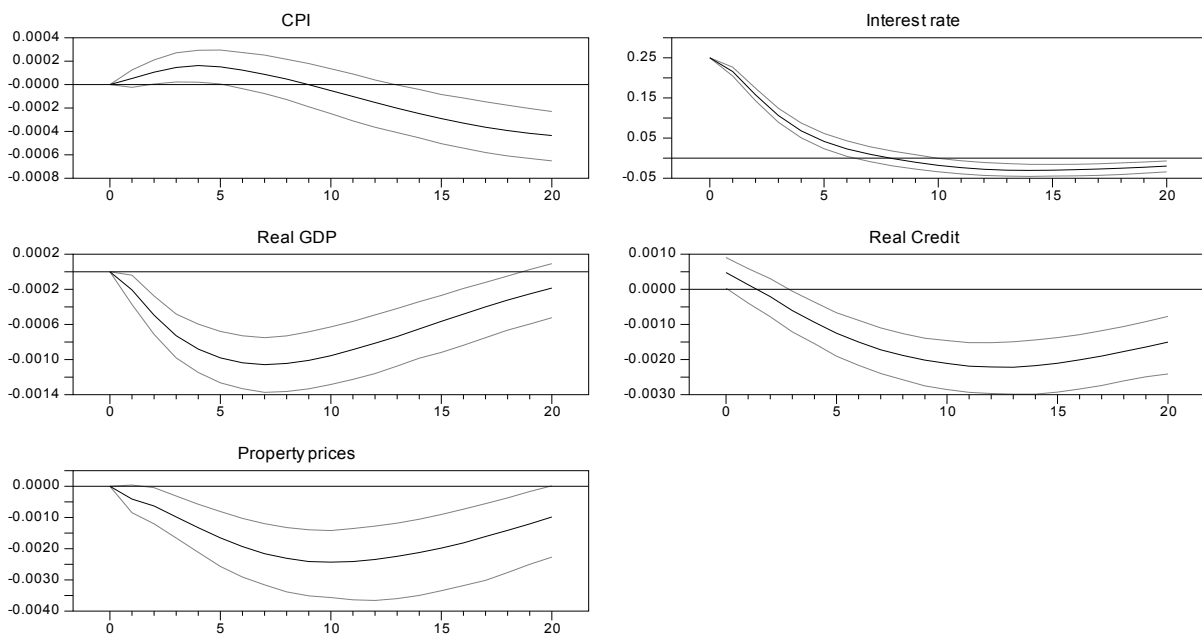 CPI
0.0004
0.0002
-0.0000
-0.0002
-0.0004
-0.0006
-0.0008
0 5 10 15 20
Interest rate
0.25
0.15
0.05
-0.05
0 5 10 15 20
Real GDP
0.0002
-0.0002
-0.0006
-0.0010
-0.0014
0 5 10 15 20
Real Credit
0.0010
0.0000
-0.0010
-0.0020
-0.0030
0 5 10 15 20
Property prices
0.0000
-0.0010
-0.0020
-0.0030
-0.0040
0 5 10 15 20